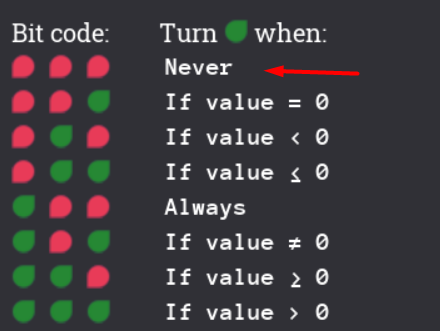 Bit code: Turn when:
Never
If value = 0
If value < 0
If value ≤ 0
Always
If value ≠ 0
If value ≥ 0
If value > 0